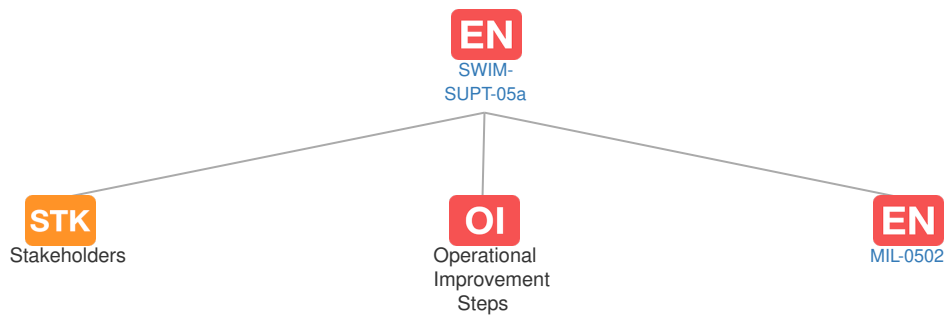 EN
SWIM-
SUPT-05a
STK
Stakeholders
OI
Operational
Improvement
Steps
EN
MIL-0502